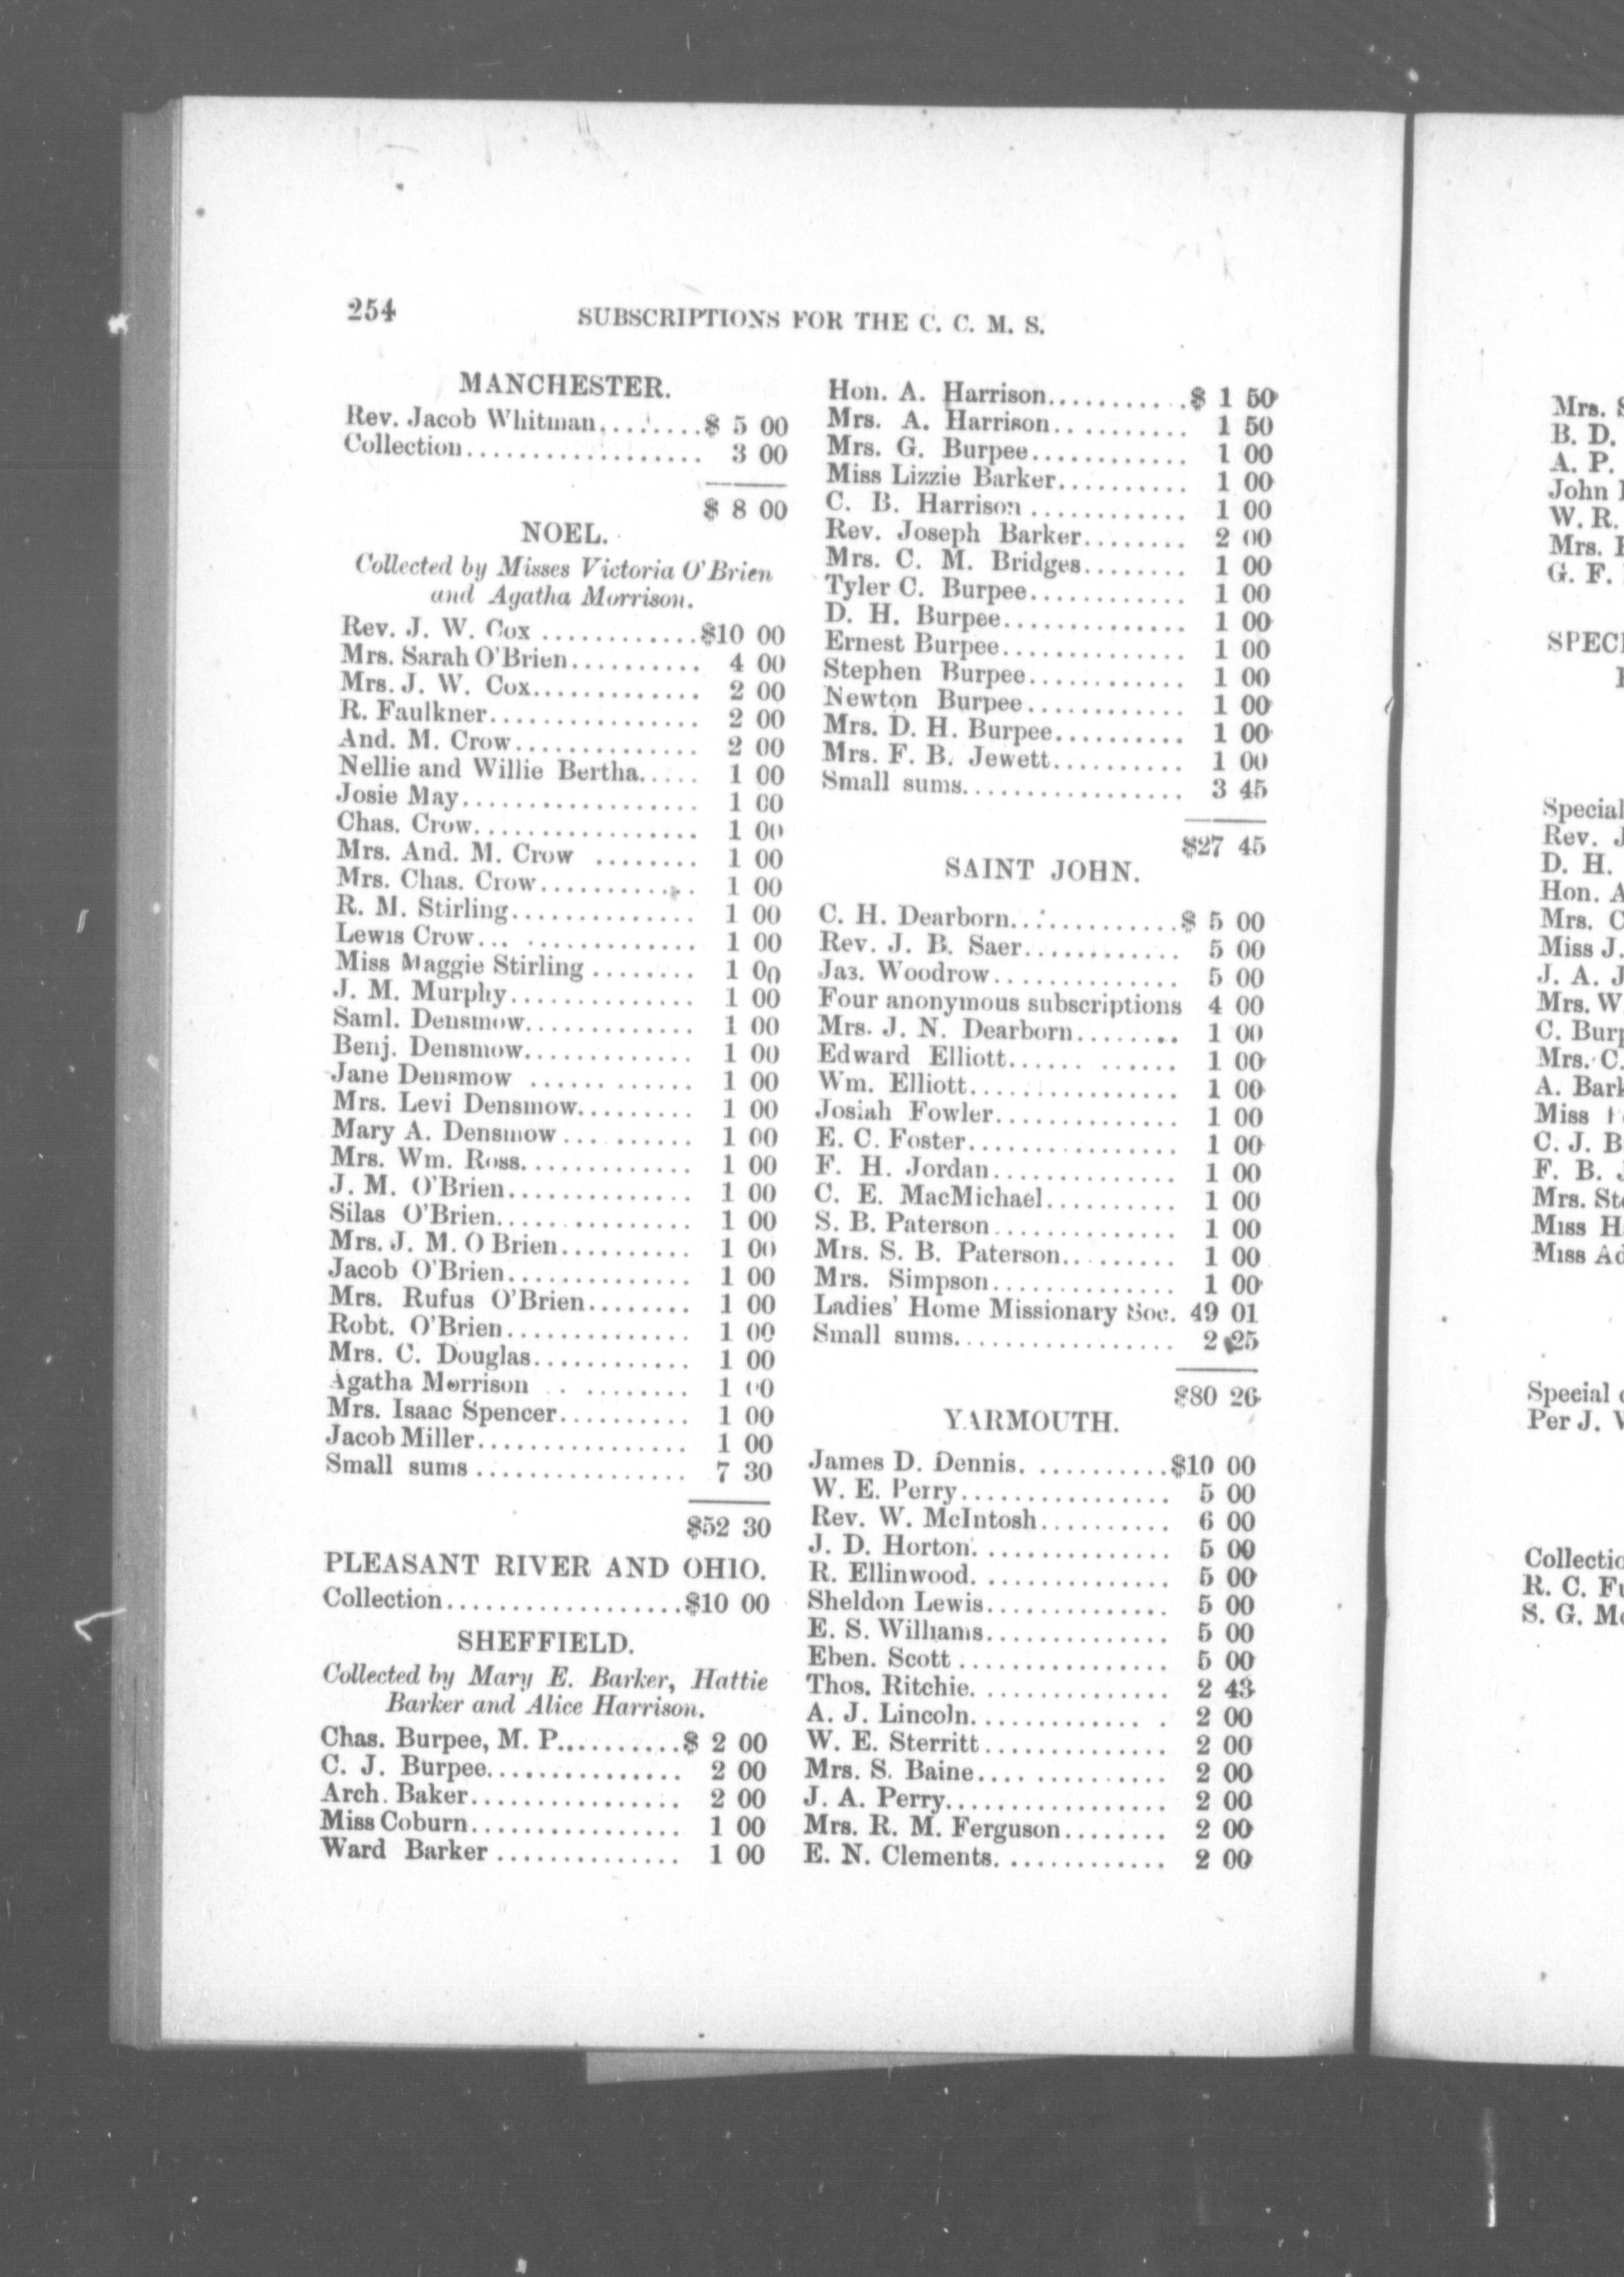 254
SUBSCRIPTIONS FOR THE C. C. M. S.
MANCHESTER.
Rev. Jacob Whitman........$ 5 00
Collection.................. 3 00
$ 8 00
NOEL.
Collected by Misses Victoria O'Brien
and Agatha Morrison.
Rev. J. W. Cox ............$10 00
Mrs. Sarah O'Brien.......... 4 00
Mrs. J. W. Cox............. 2 00
R. Faulkner................ 2 00
And. M. Crow.............. 2 00
Nellie and Willie Bertha..... 1 00
Josie May.................. 1 00
Chas. Crow................. 1 00
Mrs. And. M. Crow ........ 1 00
Mrs. Chas. Crow............ 1 00
R. M. Stirling.............. 1 00
Lewis Crow... ............. 1 00
Miss Maggie Stirling ........ 1 00
J. M. Murphy.............. 1 00
Saml. Densmow............. 1 00
Benj. Densmow............. 1 00
Jane Densmow ............ 1 00
Mrs. Levi Densmow......... 1 00
Mary A. Densmow.......... 1 00
Mrs. Wm. Ross............. 1 00
J. M. O'Brien.............. 1 00
Silas O'Brien............... 1 00
Mrs. J. M. O Brien.......... 1 00
Jacob O'Brien.............. 1 00
Mrs. Rufus O'Brien........ 1 00
Robt. O'Brien.............. 1 00
Mrs. C. Douglas............ 1 00
Agatha Morrison . ........ 1 00
Mrs. Isaac Spencer.......... 1 00
Jacob Miller................ 1 00
Small sums ................ 7 30
$52 30
PLEASANT RIVER AND OHIO.
Collection..................$10 00
SHEFFIELD.
Collected by Mary E. Barker, Hattie
Barker and Alice Harrison.
Chas. Burpee, M. P..........$ 2 00
C. J. Burpee............... 2 00
Arch. Baker................ 2 00
Miss Coburn................ 1 00
Ward Barker .............. 1 00
Hon. A. Harrison...........$ 1 50
Mrs. A. Harrison.......... 1 50
Mrs. G. Burpee............ 1 00
Miss Lizzie Barker.......... 1 00
C. B. Harrison ............ 1 00
Rev. Joseph Barker........ 2 00
Mrs. C. M. Bridges........ 1 00
Tyler C. Burpee............ 1 00
D. H. Burpee.............. 1 00
Ernest Burpee.............. 1 00
Stephen Burpee............ 1 00
Newton Burpee............ 1 00
Mrs. D. H. Burpee.......... 1 00
Mrs. F. B. Jewett.......... 1 00
Small sums................. 3 45
$27 45
SAINT JOHN.
C. H. Dearborn.............$ 5 00
Rev. J. B. Saer............ 5 00
Jas. Woodrow.............. 5 00
Four anonymous subscriptions 4 00
Mrs. J. N. Dearborn........ 1 00
Edward Elliott...... ...... 1 00
Wm. Elliott................ 1 00
Josiah Fowler.............. 1 00
E. C. Foster................ 1 00
F. H. Jordan.............. 1 00
C. E. MacMichael.......... 1 00
S. B. Paterson.............. 1 00
Mrs. S. B. Paterson......... 1 00
Mrs. Simpson.............. 1 00
Ladies' Home Missionary Soc. 49 01
Small sums................. 2 25
$80 26
YARMOUTH.
James D. Dennis. ..........$10 00
W. E. Perry................ 5 00
Rev. W. McIntosh.......... 6 00
J. D. Horton............... 5 00
R. Ellinwood............... 5 00
Sheldon Lewis.............. 5 00
E. S. Williams.............. 5 00
Eben. Scott ................ 5 00
Thos. Ritchie............... 2 43
A. J. Lincoln............. . 2 00
W. E. Sterritt.............. 2 00
Mrs. S. Baine.... .......... 2 00
J. A. Perry................. 2 00
Mrs. R. M. Ferguson........ 2 00
E. N. Clements............. 2 00
Mrs.
B. D.
A. P.
John
W. R.
Mrs.
G. F.
Special
Rev.
D. H.
Hon.
Mrs.
Miss J.
J. A.
Mrs. W
C.
Mrs. C.
A.
Miss
C. J.
F. B.
Mrs.
Miss H
Miss
Special
Per J.
R. C.
S. G.